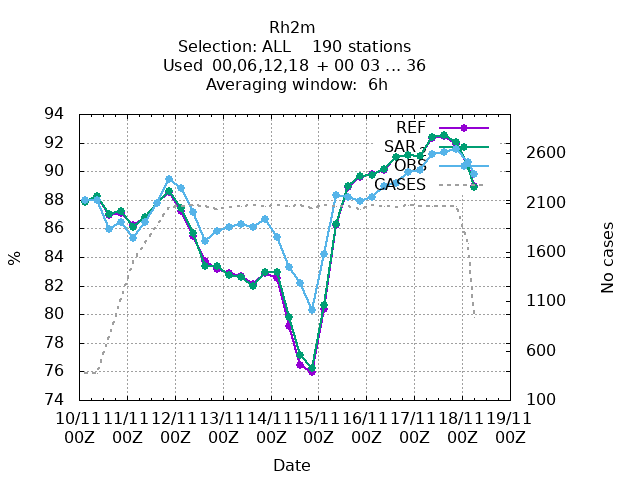 Rh2m
Selection: ALL    190 stations
Used  00,06,12,18  + 00 03 ... 36
Averaging window:  6h
REF
SAR
OBS
CASES
94
92
90
88
86
84
82
80
78
76
74
2600
2100
1600
1100
600
100
%
No cases
10/11 11/11 12/11 13/11 14/11 15/11 16/11 17/11 18/11 19/11
00Z 00Z 00Z 00Z 00Z 00Z 00Z 00Z 00Z 00Z
Date